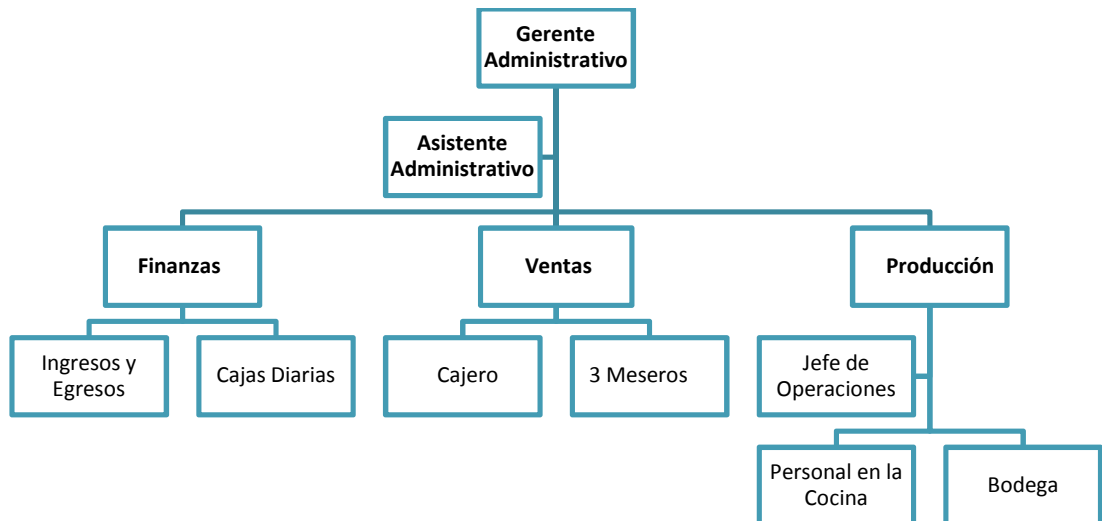 Gerente
Administrativo
Asistente
Administrativo
Finanzas
Ventas
Producción
Ingresos y
Egresos
Cajas Diarias
Cajero
3 Meseros
Jefe de
Operaciones
Personal en la
Cocina
Bodega